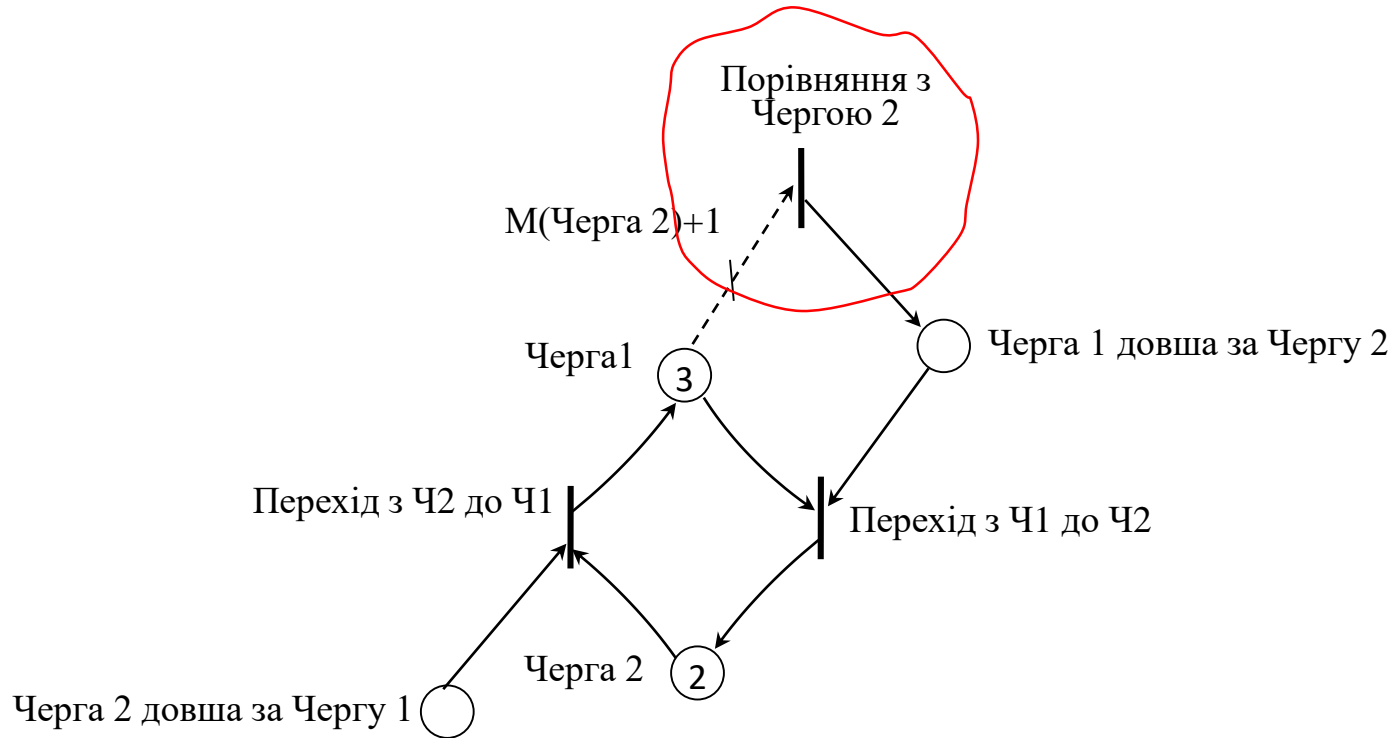 Порівняння з
Чергою 2
М(Черга 2)+1
Черга1
3
Черга 1 довша за Чергу 2
Перехід з Ч2 до Ч1
Перехід з Ч1 до Ч2
Черга 2
2
Черга 2 довша за Чергу 1